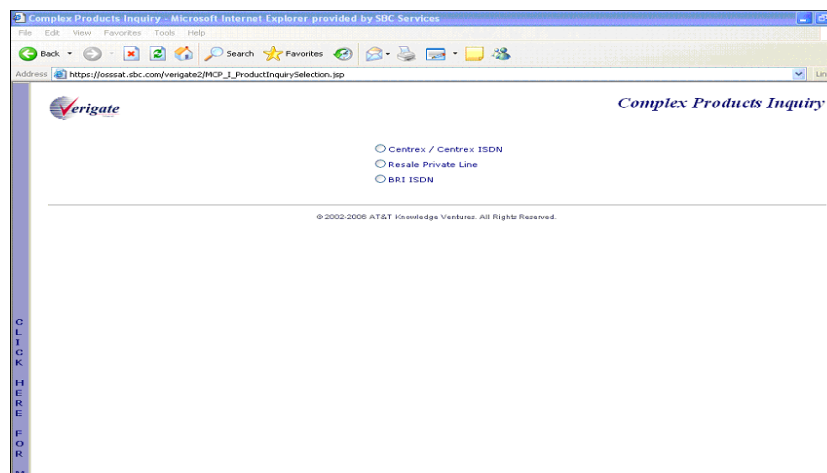 Complex Products Inquiry - Microsoft Internet Explorer provided by SBC Services
File Edit View Favorites Tools Help
Back Search Favorites
Address https://osssat.sbc.com/verigate2/MCP_I_ProductInquirySelection.jsp
Verigate
Complex Products Inquiry
Centrex / Centrex ISDN
Resale Private Line
BRI ISDN
© 2002-2006 AT&T Knowledge Ventures. All Rights Reserved.
CLICK HERE FOR